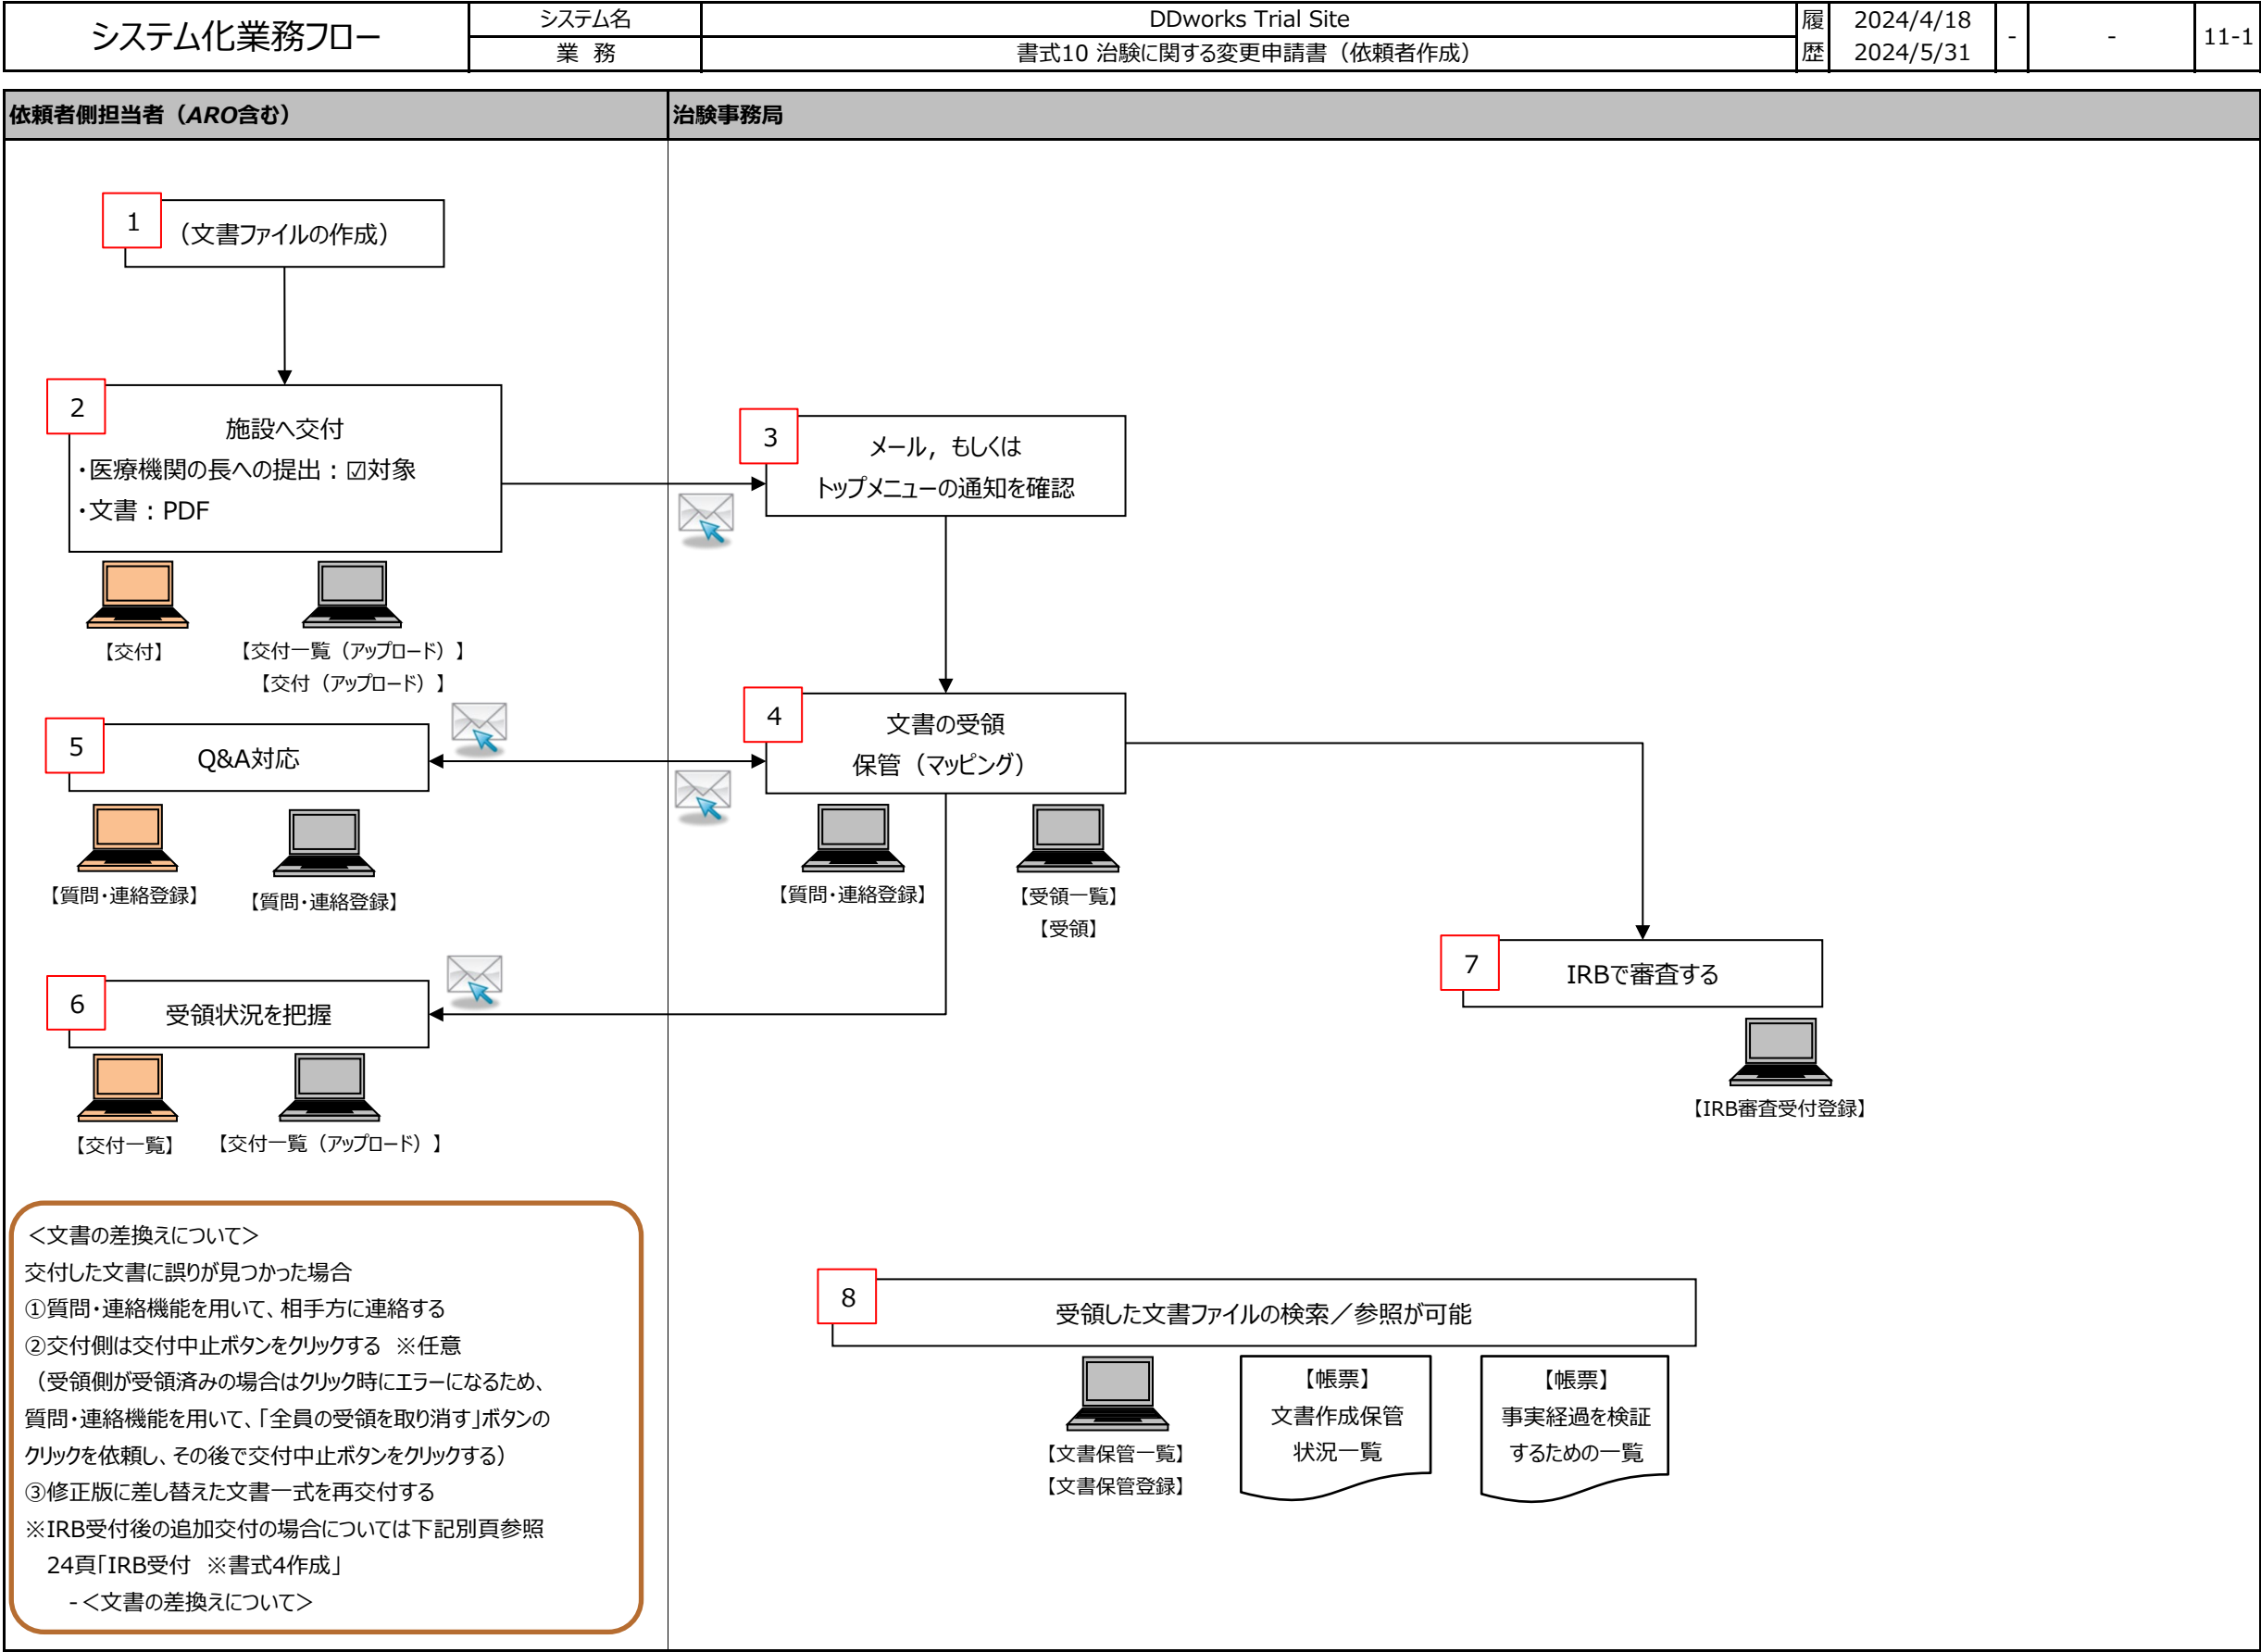 システム化業務フロー
システム名
DDworks Trial Site
業 務
書式10 治験に関する変更申請書（依頼者作成）
履
歴
2024/4/18
2024/5/31
-
-
11-1
依頼者側担当者（ARO含む）
治験事務局
1
（文書ファイルの作成）
2
施設へ交付
・医療機関の長への提出：☑対象
・文書：PDF
【交付】
【交付一覧（アップロード）】
【交付（アップロード）】
3
メール，もしくは
トップメニューの通知を確認
4
文書の受領
保管（マッピング）
【質問・連絡登録】
【受領一覧】
【受領】
5
Q&A対応
【質問・連絡登録】
【質問・連絡登録】
6
受領状況を把握
【交付一覧】
【交付一覧（アップロード）】
7
IRBで審査する
【IRB審査受付登録】
＜文書の差換えについて＞
交付した文書に誤りが見つかった場合
①質問・連絡機能を用いて、相手方に連絡する
②交付側は交付中止ボタンをクリックする　※任意
（受領側が受領済みの場合はクリック時にエラーになるため、
質問・連絡機能を用いて、「全員の受領を取り消す」ボタンの
クリックを依頼し、その後で交付中止ボタンをクリックする）
③修正版に差し替えた文書一式を再交付する
※IRB受付後の追加交付の場合については下記別頁参照
24頁「IRB受付　※書式4作成」
-＜文書の差換えについて＞
8
受領した文書ファイルの検索／参照が可能
【文書保管一覧】
【文書保管登録】
【帳票】
文書作成保管
状況一覧
【帳票】
事実経過を検証
するための一覧